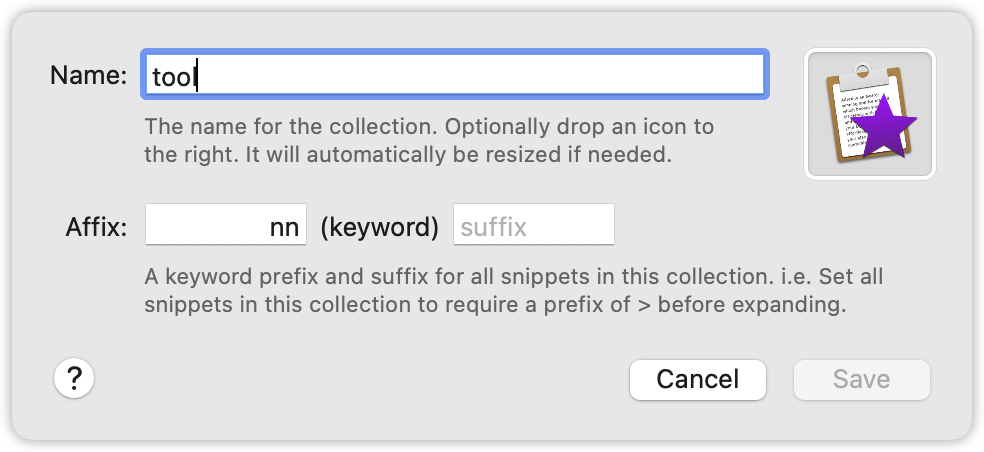 Name: tool
The name for the collection. Optionally drop an icon to
the right. It will automatically be resized if needed.
Affix: nn (keyword) suffix
A keyword prefix and suffix for all snippets in this collection. i.e. Set all
snippets in this collection to require a prefix of > before expanding.
? Cancel Save